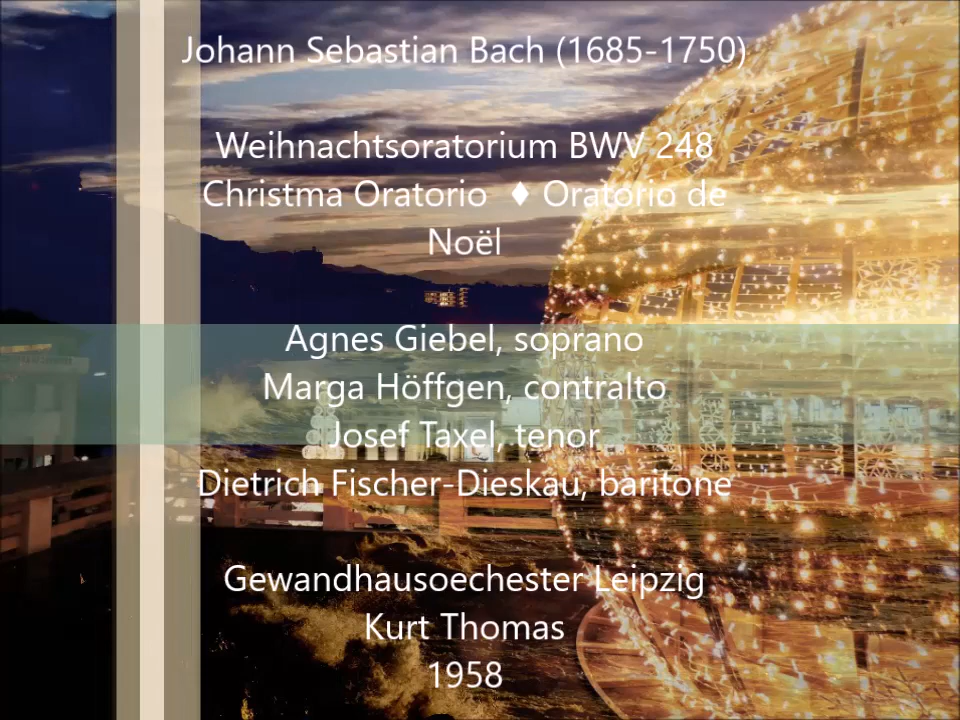 Johann Sebastian Bach (1685-1750)
Weihnachtsoratorium BWV 248
Christma Oratorio ♦ Oratorio de
Noël
Agnes Giebel, soprano
Marga Höffgen, contralto
Josef Taxel, tenor
Dietrich Fischer-Dieskau, baritone
Gewandhausoechester Leipzig
Kurt Thomas
1958